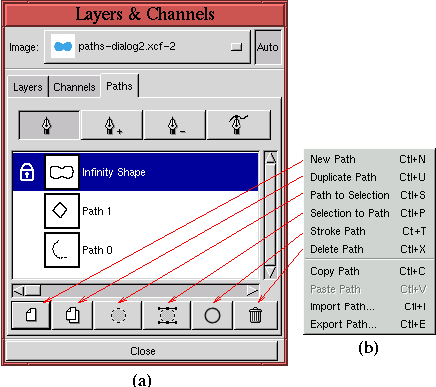 Layers & Channels
Image: paths-dialog2.xcf-2 Auto
Layers Channels Paths
Infinity Shape
Path 1
Path 0
Close
(a)
New Path Ctl+N
Duplicate Path Ctl+U
Path to Selection Ctl+S
Selection to Path Ctl+P
Stroke Path Ct+T
Delete Path Ctl+X
Copy Path Ctl+C
Paste Path Ctl+V
Import Path... Ctl+I
Export Path... Ctl+E
(b)